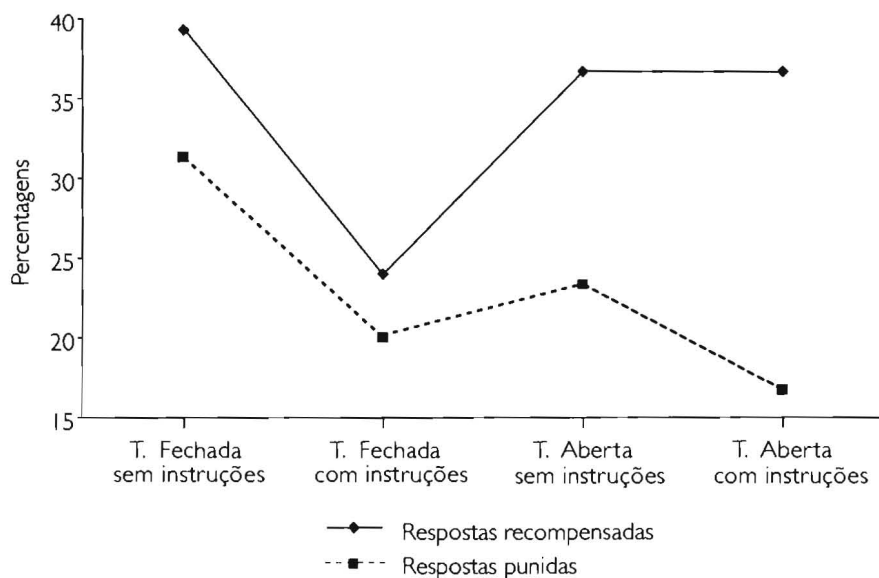 40
35
30
25
20
15
Percentagens
T. Fechada
sem instruções
T. Fechada
com instruções
T. Aberta
sem instruções
T. Aberta
com instruções
Respostas recompensadas
Respostas punidas